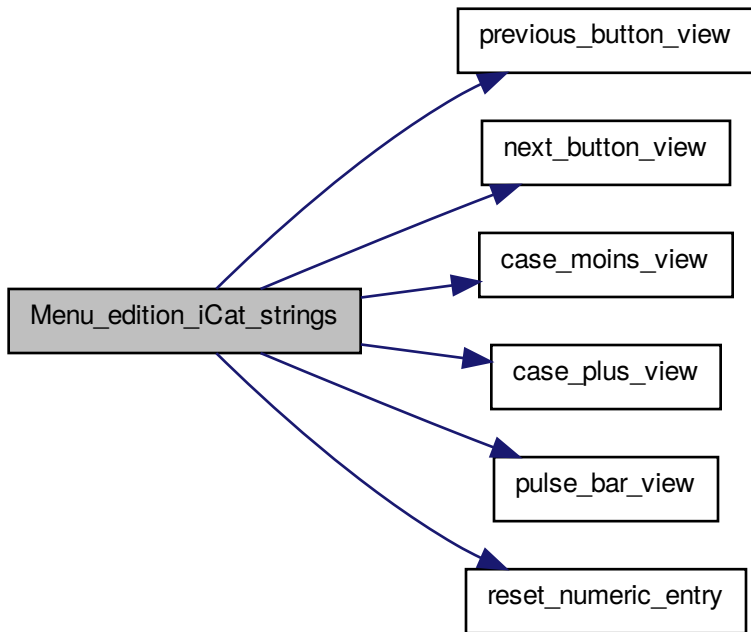 previous_button_view
next_button_view
case_moins_view
Menu_edition_iCat_strings
case_plus_view
pulse_bar_view
reset_numeric_entry